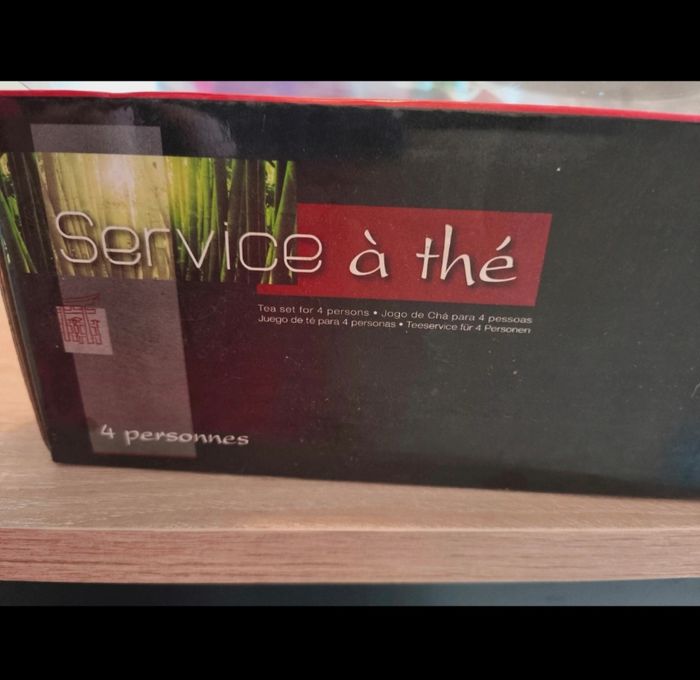 Service à thé
Tea set for 4 persons • Jogo de Chá para 4 pessoas
Juego de té para 4 personas • Teeservice für 4 Personen
4 personnes